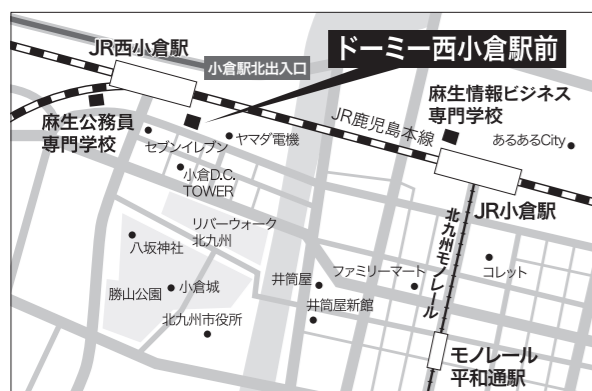 JR西小倉駅
小倉駅北出入口
ドーミー西小倉駅前
麻生情報ビジネス
専門学校
あるあるCity
麻生公務員
専門学校
セブンイレブン
ヤマダ電機
JR鹿児島本線
小倉D.C.
TOWER
JR小倉駅
リバーウォーク
北九州
八坂神社
北九州モノレール
コレット
井筒屋
ファミリーマート
勝山公園
小倉城
井筒屋新館
北九州市役所
モノレール
平和通駅